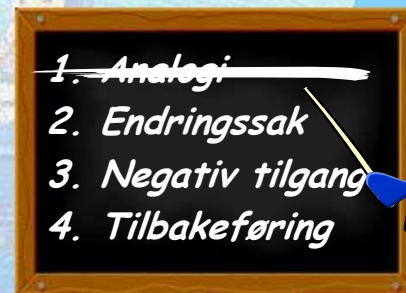 1. Analogi
2. Endringssak
3. Negativ tilgang
4. Tilbakeføring